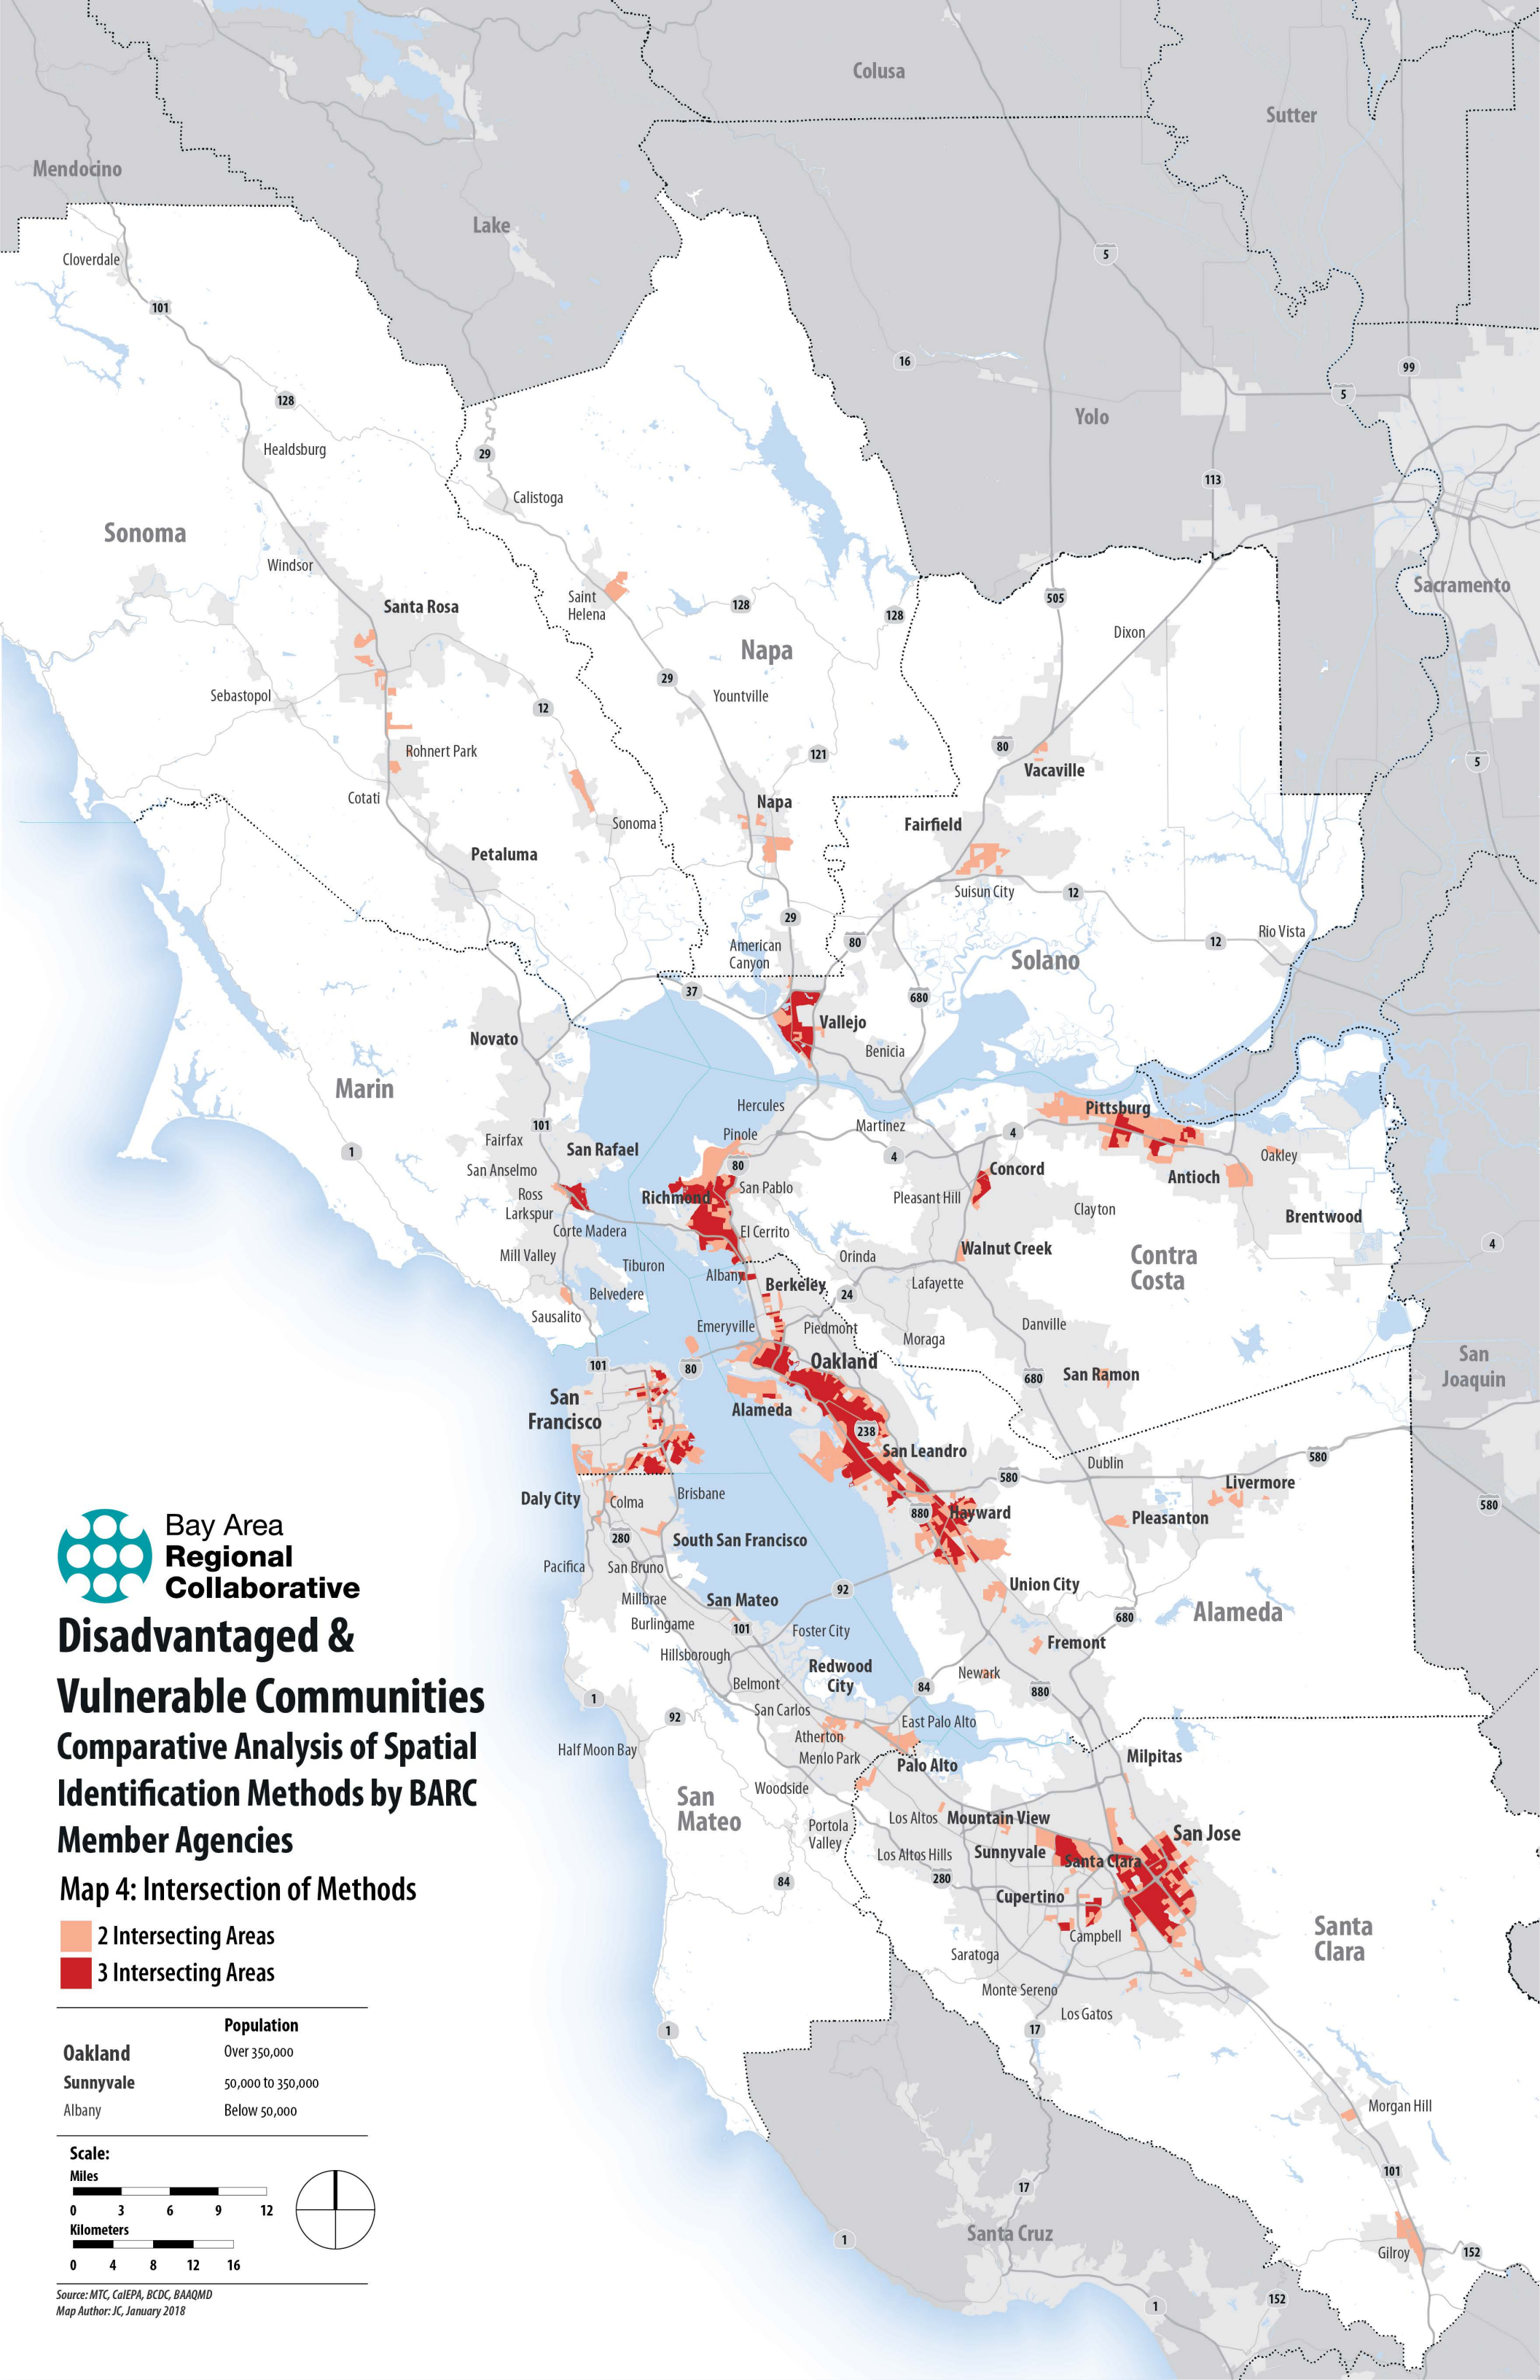 Colusa
Sutter
Mendocino
Lake
Cloverdale
5
101
16
99
5
128
Yolo
Healdsburg
29
113
Calistoga
Sonoma
Windsor
Sacramento
Saint
Helena
505
Santa Rosa
128
128
Dixon
Napa
29
Sebastopol
Yountville
12
80
Rohnert Park
121
5
Vacaville
Cotati
Napa
Sonoma
Fairfield
Petaluma
Suisun City
12
29
Rio Vista
American
Canyon
80
12
Solano
37
680
Vallejo
Novato
Benicia
Marin
Hercules
Pittsburg
101
Martinez
Pinole
4
Fairfax
1
San Rafael
4
Oakley
80
San Anselmo
Concord
Antioch
San Pablo
Ross
Richmond
Pleasant Hill
Larkspur
Clayton
Brentwood
Corte Madera
El Cerrito
4
Mill Valley
Orinda
Walnut Creek
Contra
Costa
Tiburon
Albany
Berkeley
Lafayette
Belvedere
24
Sausalito
Emeryville
Piedmont
Danville
Moraga
San
Joaquin
101
80
Oakland
680
San Ramon
San
Francisco
Alameda
238
San Leandro
580
Dublin
580
Livermore
Daly City
Colma
Brisbane
580
880
Hayward
Pleasanton
280
South San Francisco
Pacifica
San Bruno
Union City
92
Millbrae
San Mateo
Alameda
680
Burlingame
101
Foster City
Fremont
Hillsborough
Redwood
City
Newark
Belmont
84
880
1
San Carlos
92
East Palo Alto
Atherton
Half Moon Bay
Menlo Park
Palo Alto
Milpitas
Woodside
San
Mateo
Los Altos
Mountain View
Portola
Valley
San Jose
Los Altos Hills
Sunnyvale
Santa Clara
84
280
Cupertino
Santa
Clara
Campbell
Saratoga
Monte Sereno
Los Gatos
1
17
Morgan Hill
101
17
Santa Cruz
1
Gilroy
152
152
1
Bay Area
Regional
Collaborative
Disadvantaged &
Vulnerable Communities
Comparative Analysis of Spatial
Identification Methods by BARC
Member Agencies
Map 4: Intersection of Methods
2 Intersecting Areas
3 Intersecting Areas
Population
Oakland Over 350,000
Sunnyvale 50,000 to 350,000
Albany Below 50,000
Scale:
Miles
0 3 6 9 12
Kilometers
0 4 8 12 16
Source: MTC, CalEPA, BCDC, BAAQMD
Map Author: JC, January 2018